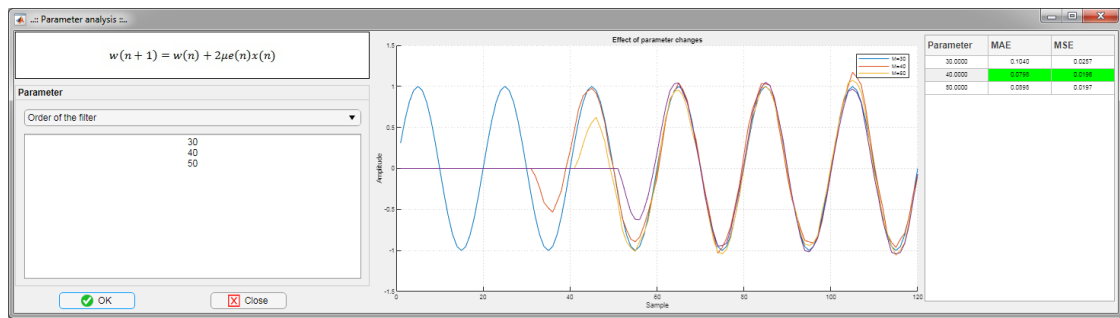 ..:: Parameter analysis ::..
w(n + 1) = w(n) + 2μe(n)x(n)
Parameter
Order of the filter
30
40
50
OK
Close
Effect of parameter changes
M=30
M=40
M=50
1.5
1
0.5
0
-0.5
-1
-1.5
Amplitude
0
20
40
60
80
100
120
Sample
Parameter MAE MSE
30.0000 0.1040 0.0257
40.0000 0.0795 0.0196
50.0000 0.0895 0.0197